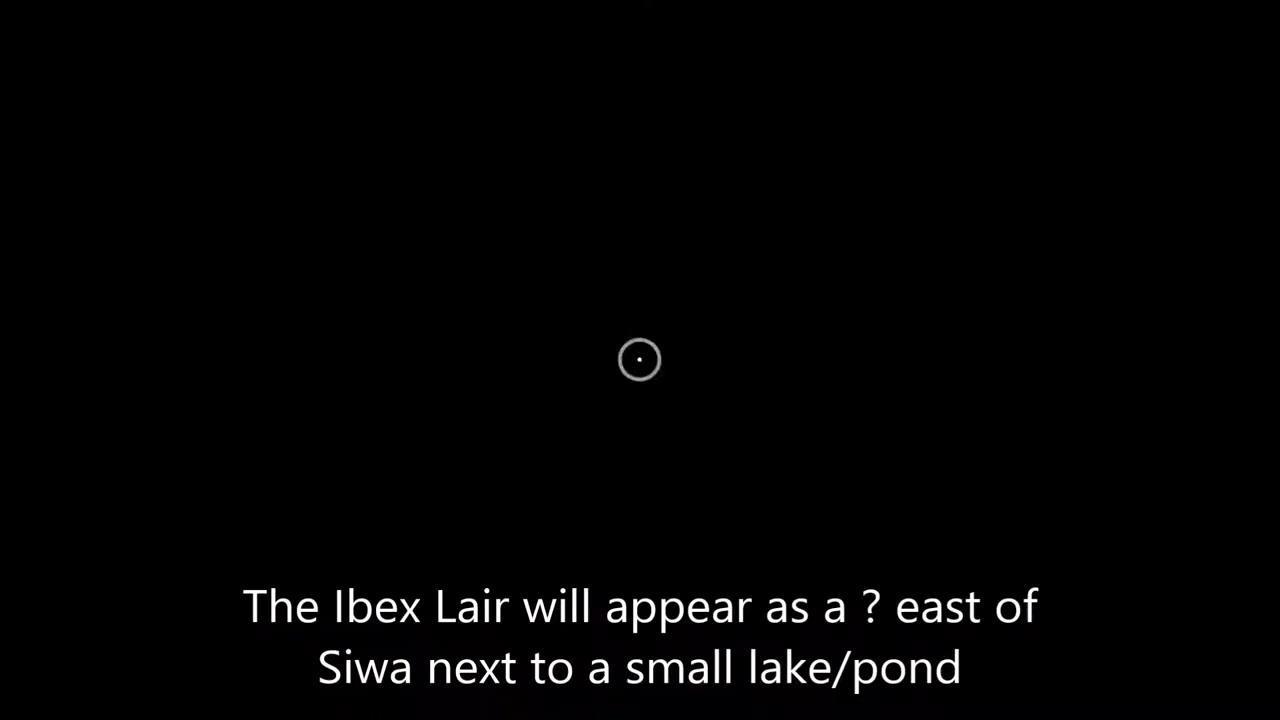 The Ibex Lair will appear as a ? east of
Siwa next to a small lake/pond